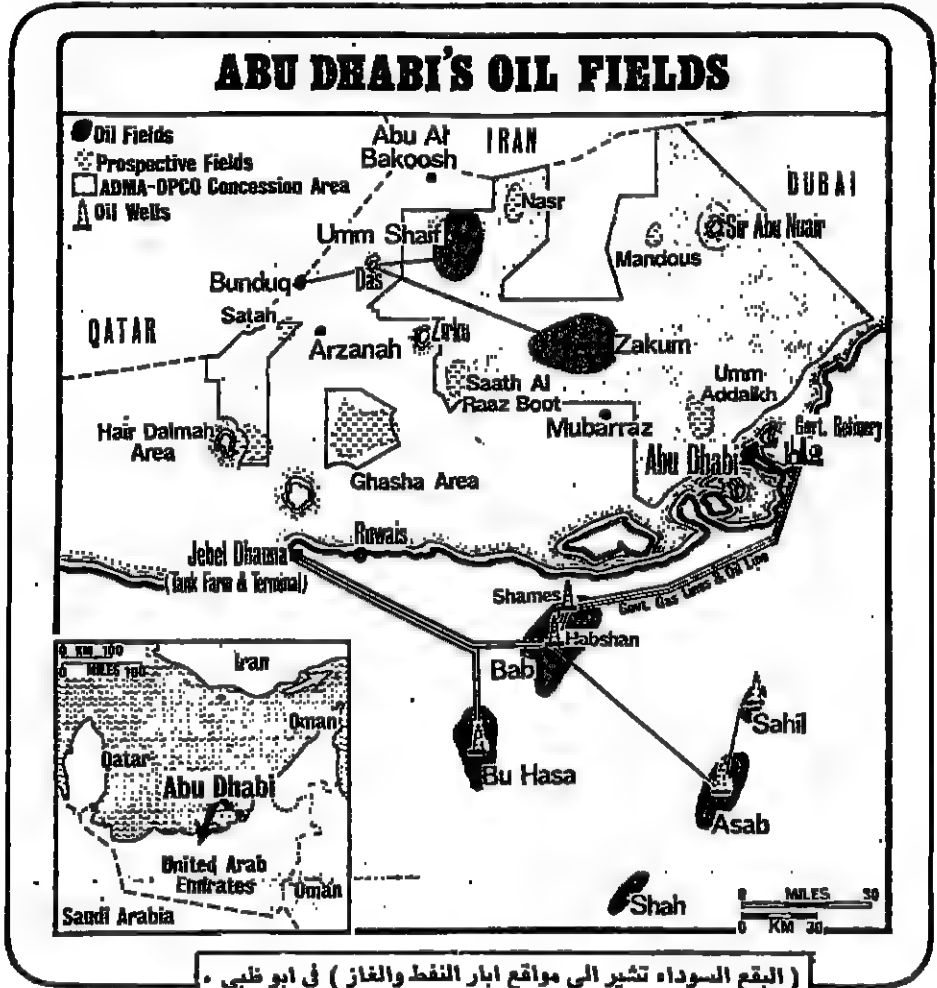 ABU DHABI'S OIL FIELDS
Oil Fields
Prospective Fields
ADMA-OPCO Concession Area
Oil Wells
Abu Al
Bakoosh
IRAN
DUBAI
Nasr
Sir Abu Nuair
Umm Shaif
Mandous
Das
Bunduq
Satah
QATAR
Arzanah
Zirku
Zakum
Saath Al
Raaz Boot
Umm
Addalkh
Mubarraz
Hair Dalmah
Area
Govt. Refinery
Abu Dhabi
Ghasha Area
Ruwais
Jebel Dhanna
(Tank Farm & Terminal)
Shames
Govt. Gas Lines & Oil Line
Habshan
Bab
Sahil
Bu Hasa
Asab
Shah
0 MILES 30
0 KM 30
0 KM 100
0 MILES 100
Iran
Oman
Qatar
Abu Dhabi
United Arab
Emirates
Oman
Saudi Arabia
( البقع السوداء تشير الى مواقع ابار النفط والغاز ) في ابو ظبي .